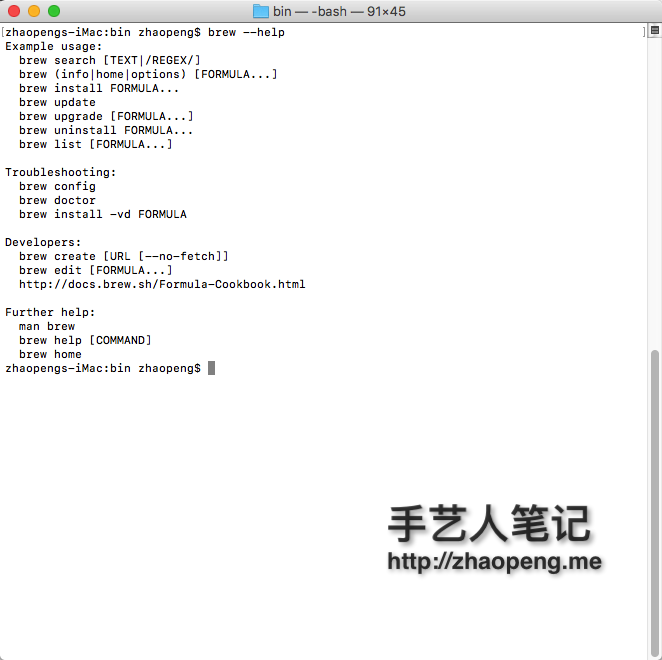 bin — -bash — 91×45
[zhaopengs-iMac:bin zhaopeng$ brew --help ]
Example usage:
brew search [TEXT|/REGEX/]
brew (info|home|options) [FORMULA...]
brew install FORMULA...
brew update
brew upgrade [FORMULA...]
brew uninstall FORMULA...
brew list [FORMULA...]
Troubleshooting:
brew config
brew doctor
brew install -vd FORMULA
Developers:
brew create [URL [--no-fetch]]
brew edit [FORMULA...]
http://docs.brew.sh/Formula-Cookbook.html
Further help:
man brew
brew help [COMMAND]
brew home
zhaopengs-iMac:bin zhaopeng$
手艺人笔记
http://zhaopeng.me